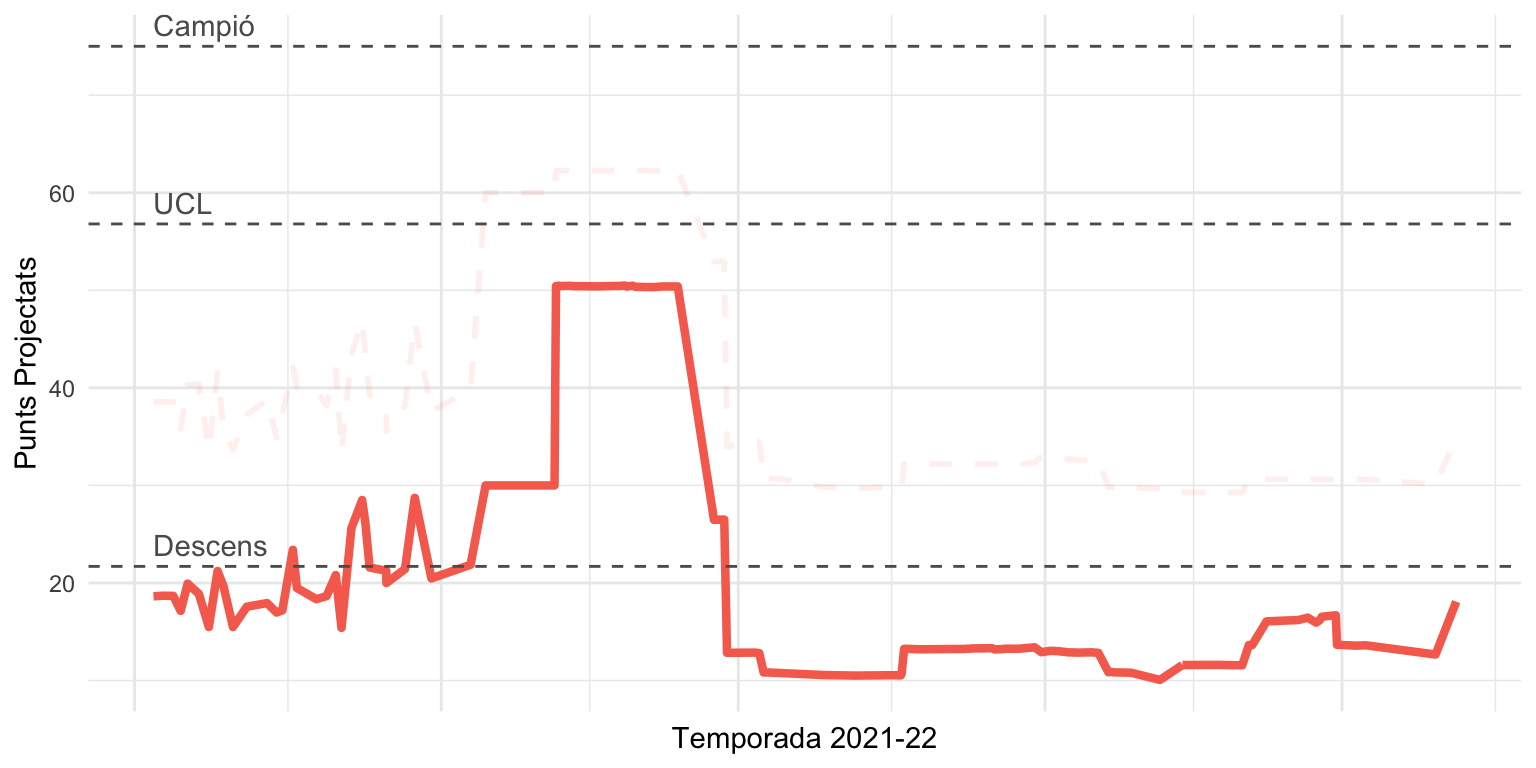 Campió
60
UCL
Punts Projectats
40
Descens
20
Temporada 2021-22